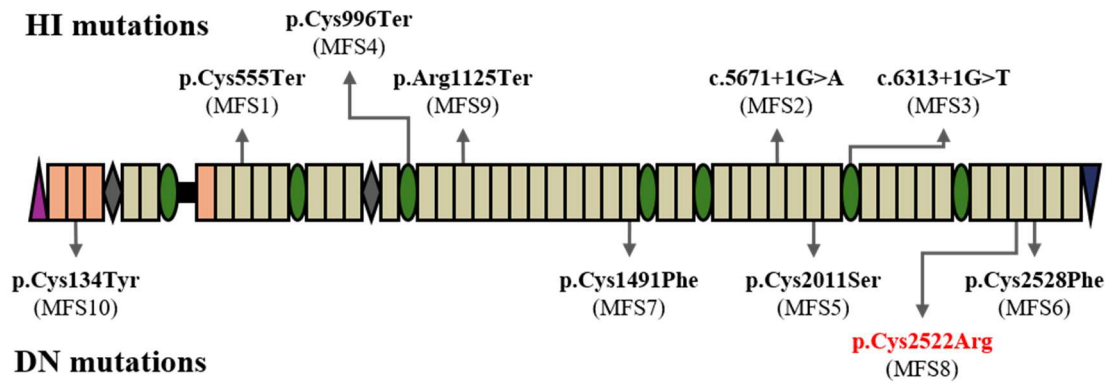 HI mutations
p.Cys996Ter
(MFS4)
p.Cys555Ter
(MFS1)
p.Arg1125Ter
(MFS9)
c.5671+1G>A
(MFS2)
c.6313+1G>T
(MFS3)
p.Cys134Tyr
(MFS10)
p.Cys1491Phe
(MFS7)
p.Cys2011Ser
(MFS5)
p.Cys2528Phe
(MFS6)
p.Cys2522Arg
(MFS8)
DN mutations